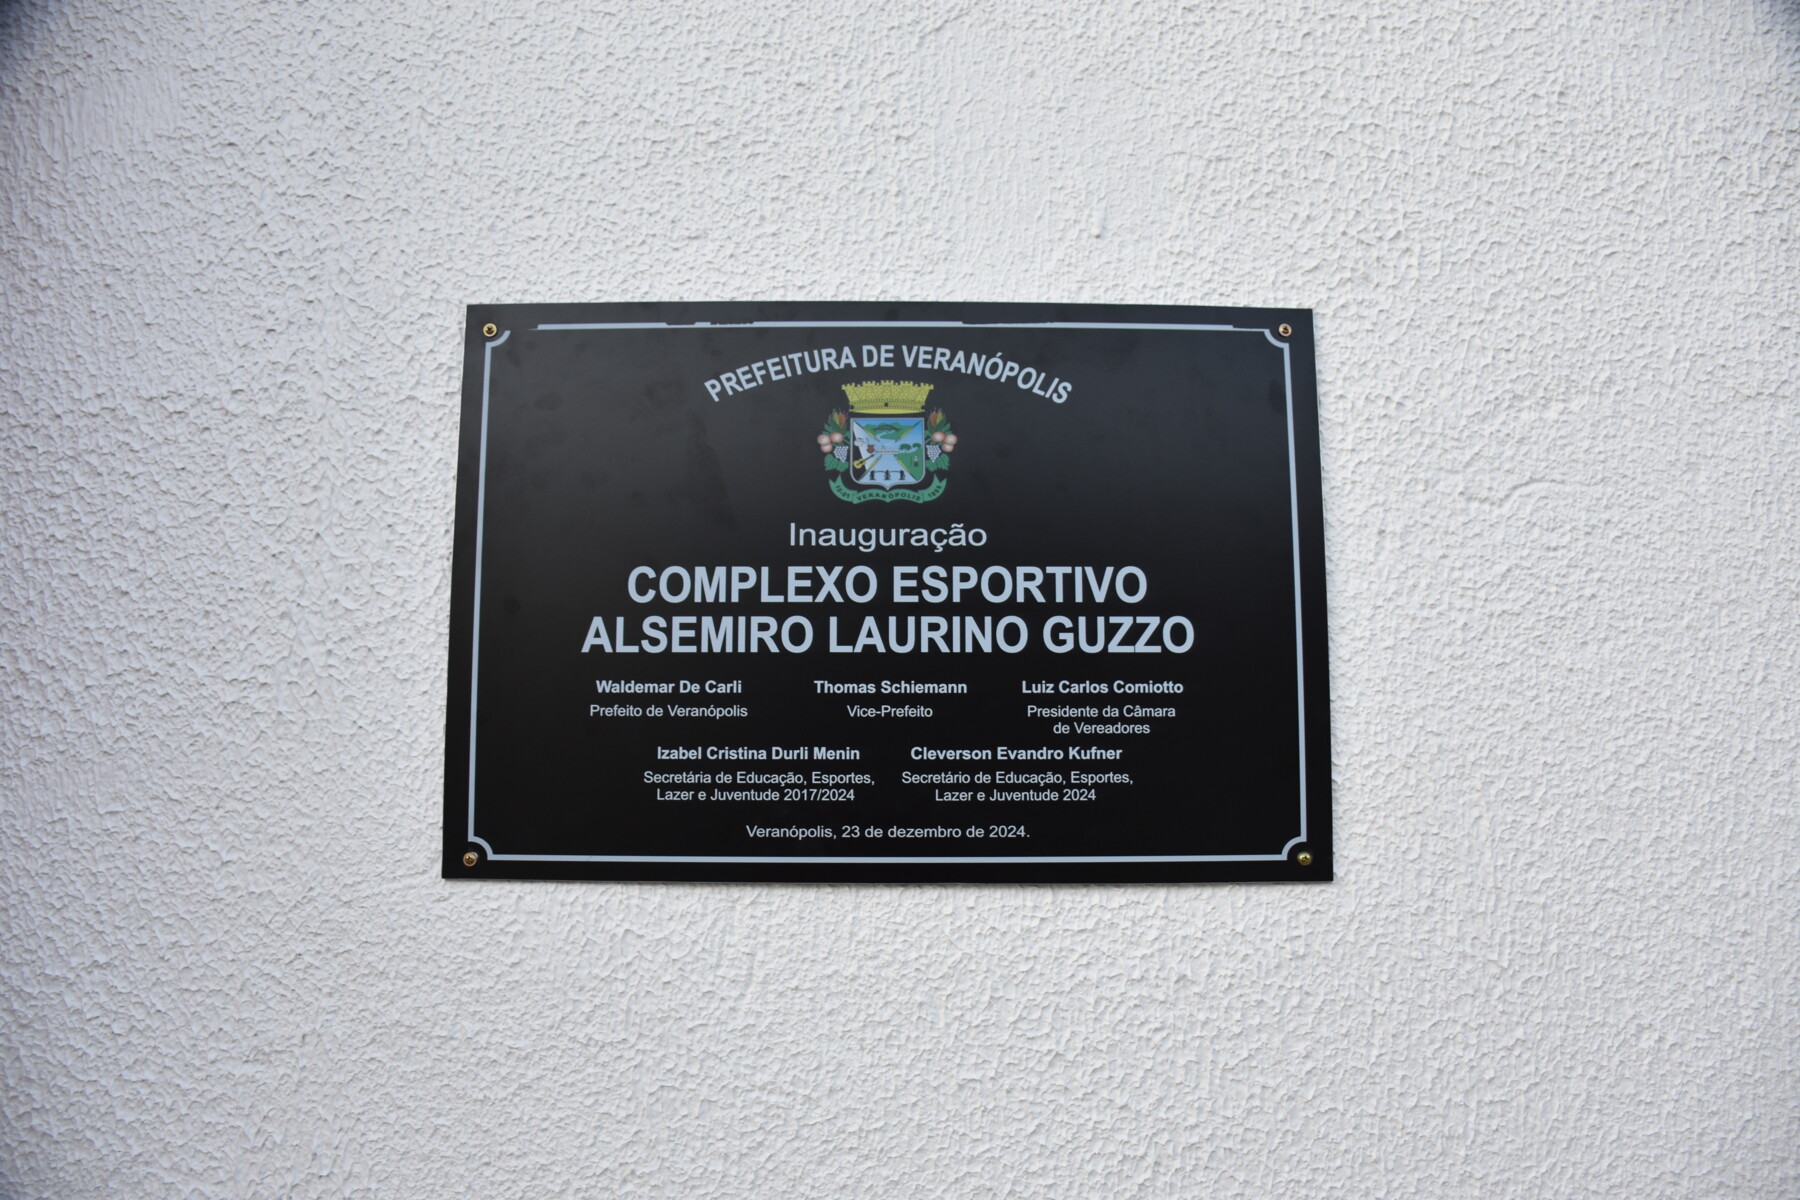 PREFEITURA DE VERANÓPOLIS
VERANÓPOLIS
Inauguração
COMPLEXO ESPORTIVO
ALSEMIRO LAURINO GUZZO
Waldemar De Carli Thomas Schiemann Luiz Carlos Comiotto
Prefeito de Veranópolis Vice-Prefeito Presidente da Câmara
de Vereadores
Izabel Cristina Durli Menin Cleverson Evandro Kufner
Secretária de Educação, Esportes, Secretário de Educação, Esportes,
Lazer e Juventude 2017/2024 Lazer e Juventude 2024
Veranópolis, 23 de dezembro de 2024.